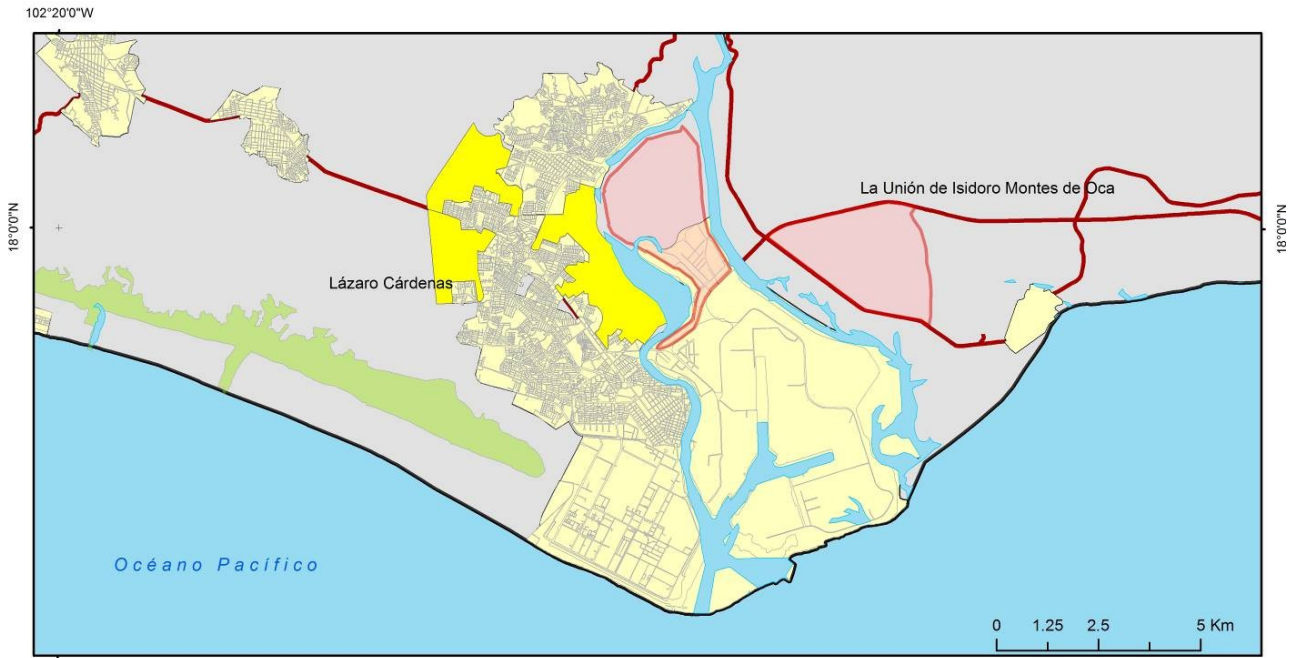 102°20'0"W
18°0'0"N
18°0'0"N
La Unión de Isidoro Montes de Oca
Lázaro Cárdenas
Océano Pacífico
0 1.25 2.5 5 Km